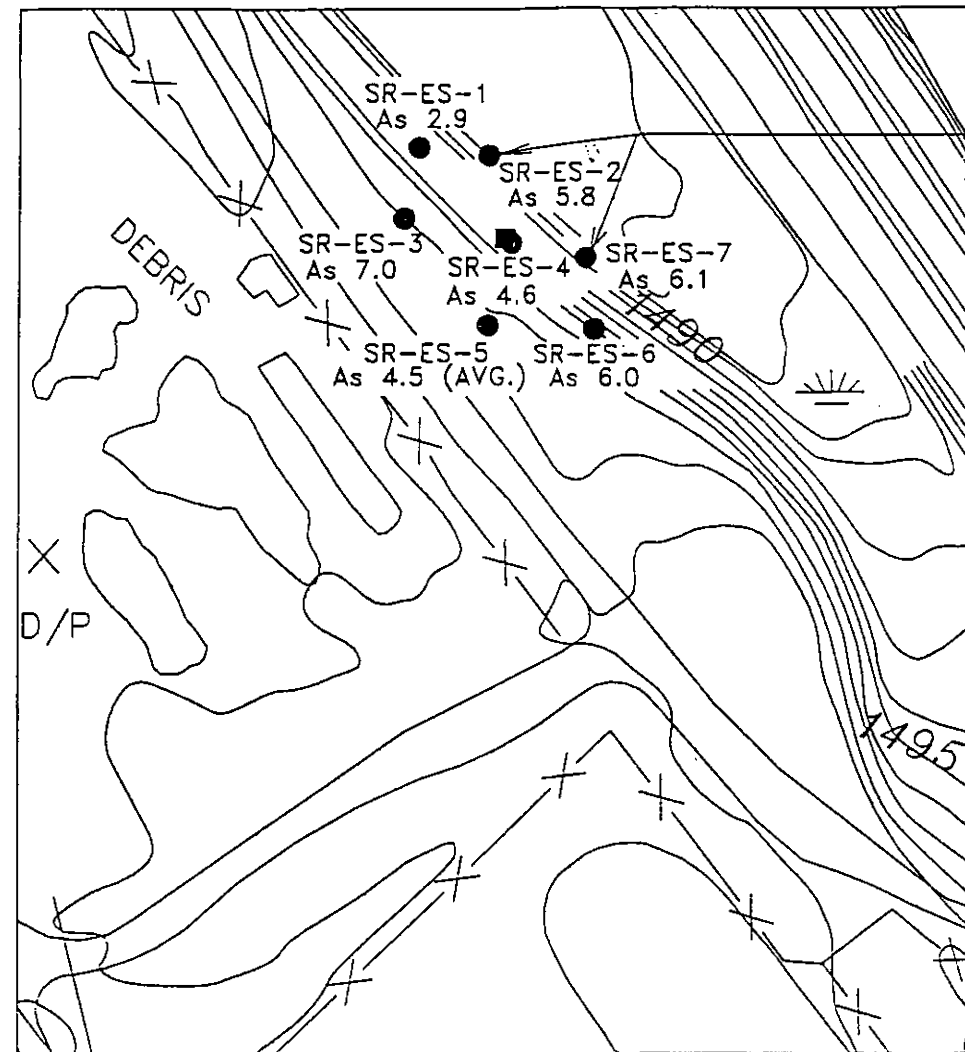 SR-ES-1
As 2.9
SR-ES-2
As 5.8
DEBRIS
SR-ES-3
As 7.0
SR-ES-4
As 4.6
SR-ES-7
As 6.1
1490
SR-ES-5
As 4.5 (AVG.)
SR-ES-6
As 6.0
D/P
1495